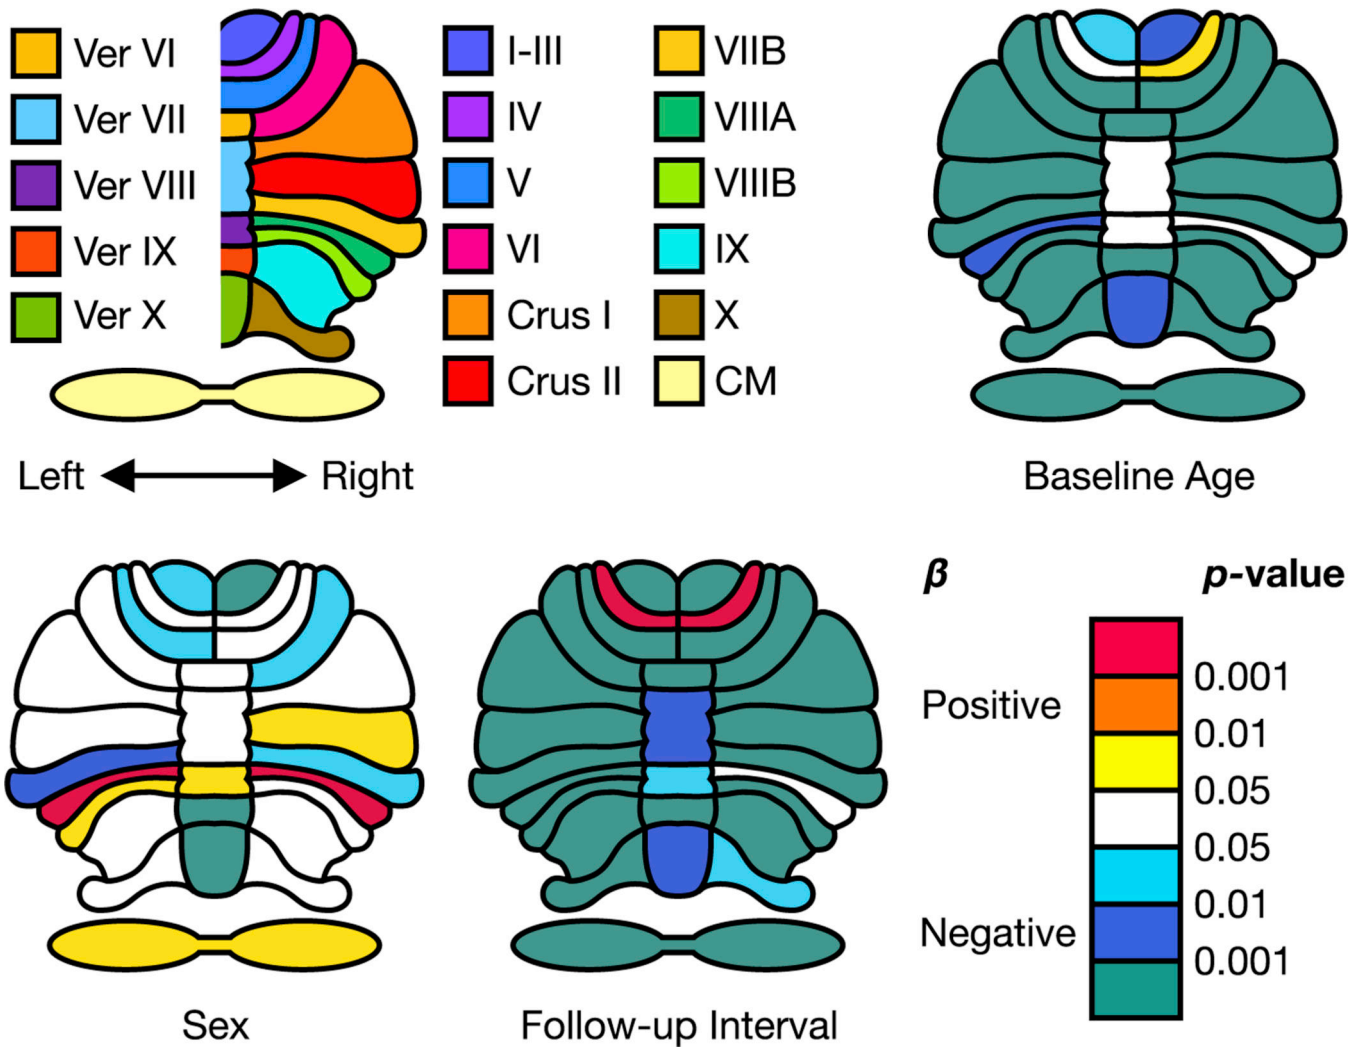 Ver VI
Ver VII
Ver VIII
Ver IX
Ver X
I-III
IV
V
VI
Crus I
Crus II
VIIB
VIIIA
VIIIB
IX
X
CM
Left Right
Baseline Age
Sex
Follow-up Interval
β p-value
Positive
Negative
0.001
0.01
0.05
0.05
0.01
0.001